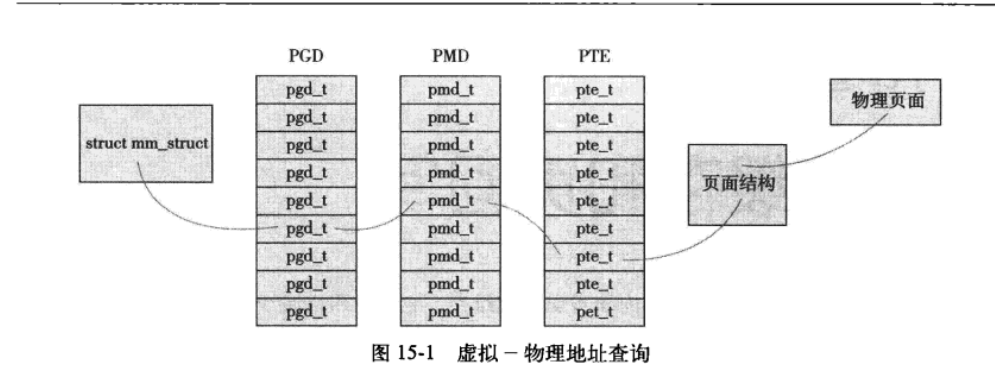 PGD PMD PTE
pgd_t pmd_t pte_t
物理页面
pgd_t pmd_t pte_t
struct mm_struct pgd_t pmd_t pte_t
pgd_t pmd_t pte_t
页面结构
pgd_t pmd_t pte_t
pgd_t pmd_t pte_t
pgd_t pmd_t pte_t
pgd_t pmd_t pte_t
pgd_t pmd_t pet_t
图 15-1 虚拟－物理地址查询